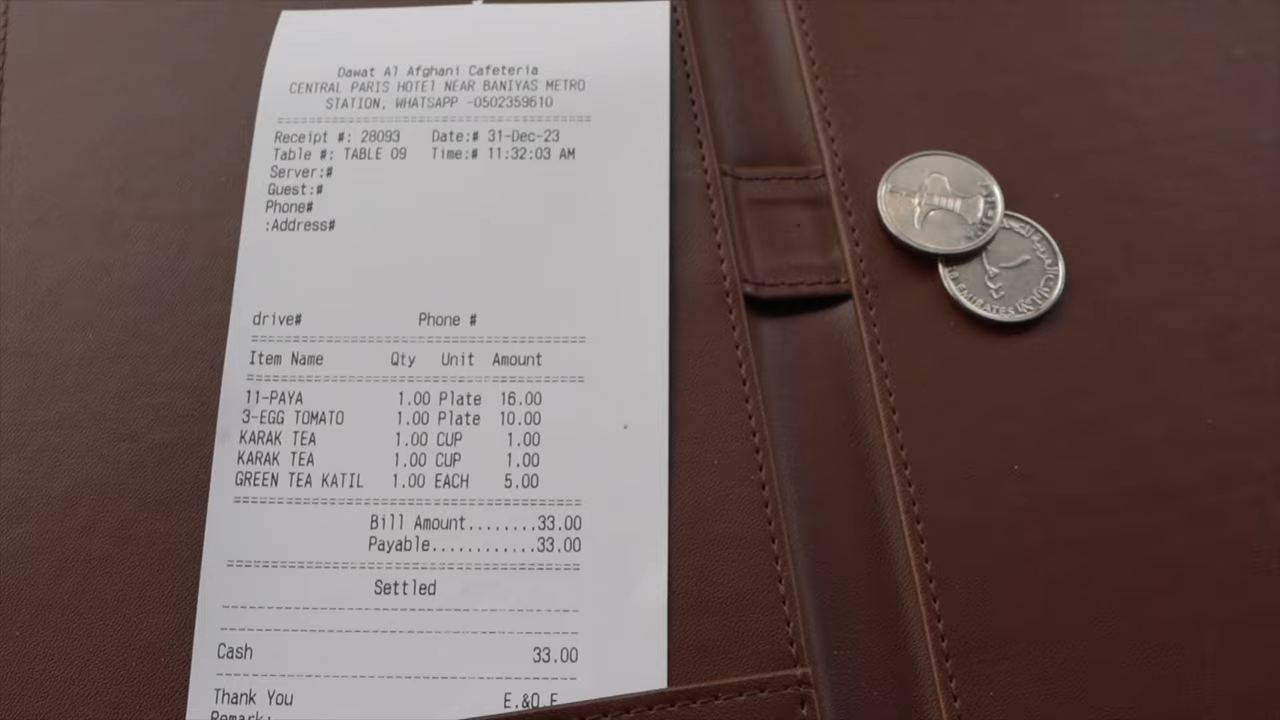 Dawat Al Afghani Cafeteria
CENTRAL PARIS HOTEl NEAR BANIYAS METRO
STATION, WHATSAPP -0502359610
Receipt #: 28093 Date:# 31-Dec-23
Table #: TABLE 09 Time:# 11:32:03 AM
Server:#
Guest:#
Phone#
:Address#
drive# Phone #
Item Name Qty Unit Amount
11-PAYA 1.00 Plate 16.00
3-EGG TOMATO 1.00 Plate 10.00
KARAK TEA 1.00 CUP 1.00
KARAK TEA 1.00 CUP 1.00
GREEN TEA KATIL 1.00 EACH 5.00
Bill Amount........33.00
Payable............33.00
Settled
Cash 33.00
Thank You E.&O.E
Remark:
١
EMIRATES